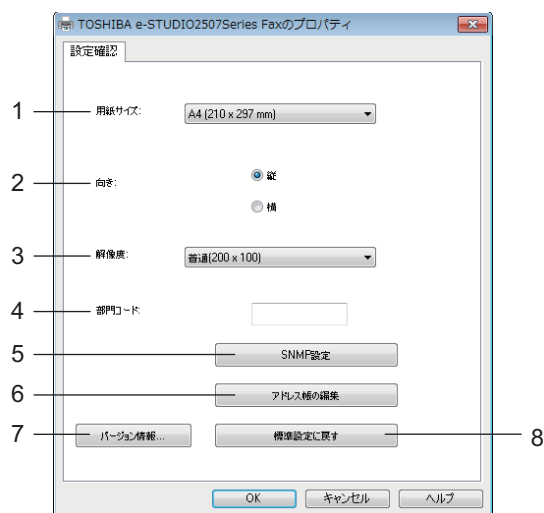 TOSHIBA e-STUDIO2507Series Faxのプロパティ
設定確認
1 用紙サイズ: A4 (210 x 297 mm)
2 向き: 縦
横
3 解像度: 普通(200 x 100)
4 部門コード:
5 SNMP設定
6 アドレス帳の編集
7 バージョン情報... 標準設定に戻す 8
OK キャンセル ヘルプ